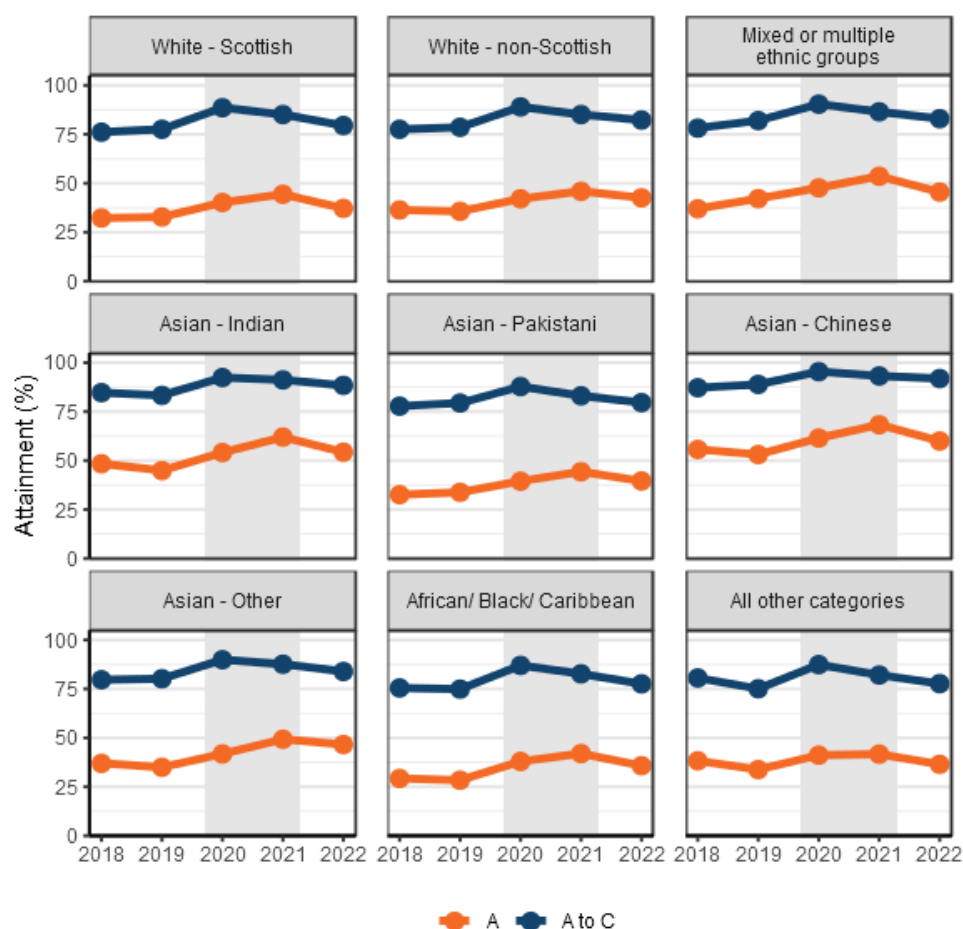 White - Scottish
White - non-Scottish
Mixed or multiple
ethnic groups
100
75
50
25
0
Asian - Indian
Asian - Pakistani
Asian - Chinese
100
75
50
25
0
Attainment (%)
Asian - Other
African/ Black/ Caribbean
All other categories
100
75
50
25
0
2018 2019 2020 2021 2022
2018 2019 2020 2021 2022
2018 2019 2020 2021 2022
A
A to C